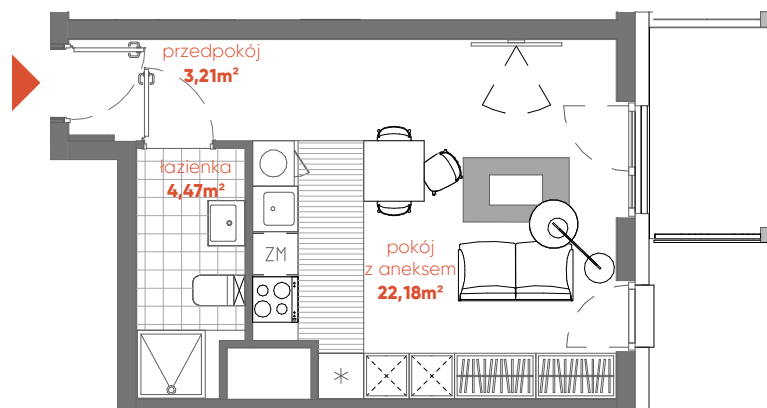 przedpokój
3,21m²
łazienka
4,47m²
ZM
pokój
z aneksem
22,18m²